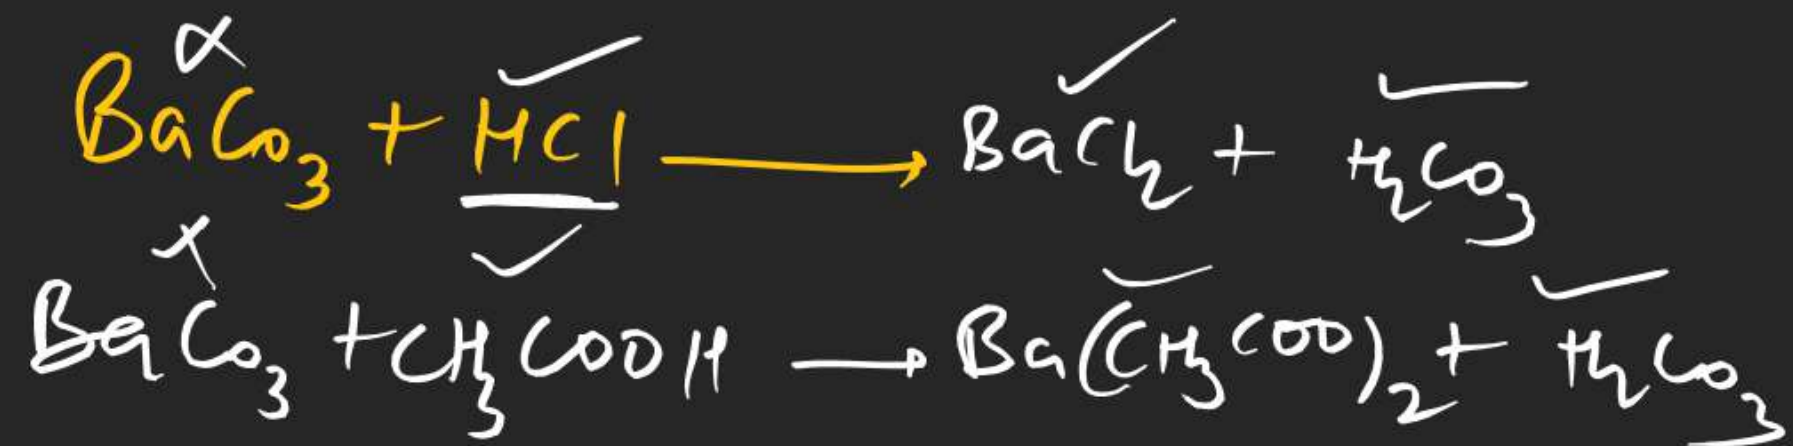 BaCO₃ + HCl → BaCl₂ + H₂CO₃
BaCO₃ + CH₃COOH → Ba(CH₃COO)₂ + H₂CO₃